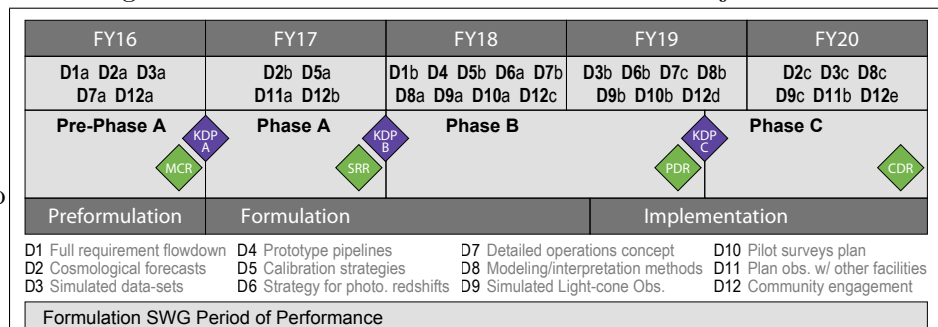 FY16 FY17 FY18 FY19 FY20
D1a D2a D3a D2b D5a D1b D4 D5b D6a D7b D3b D6b D7c D8b D2c D3c D8c
D7a D12a D11a D12b D8a D9a D10a D12c D9b D10b D12d D9c D11b D12e
Pre-Phase A Phase A Phase B Phase C
KDP A KDP B KDP C
MCR SRR PDR CDR
Preformulation Formulation Implementation
D1 Full requirement flowdown D4 Prototype pipelines D7 Detailed operations concept D10 Pilot surveys plan
D2 Cosmological forecasts D5 Calibration strategies D8 Modeling/interpretation methods D11 Plan obs. w/ other facilities
D3 Simulated data-sets D6 Strategy for photo. redshifts D9 Simulated Light-cone Obs. D12 Community engagement
Formulation SWG Period of Performance